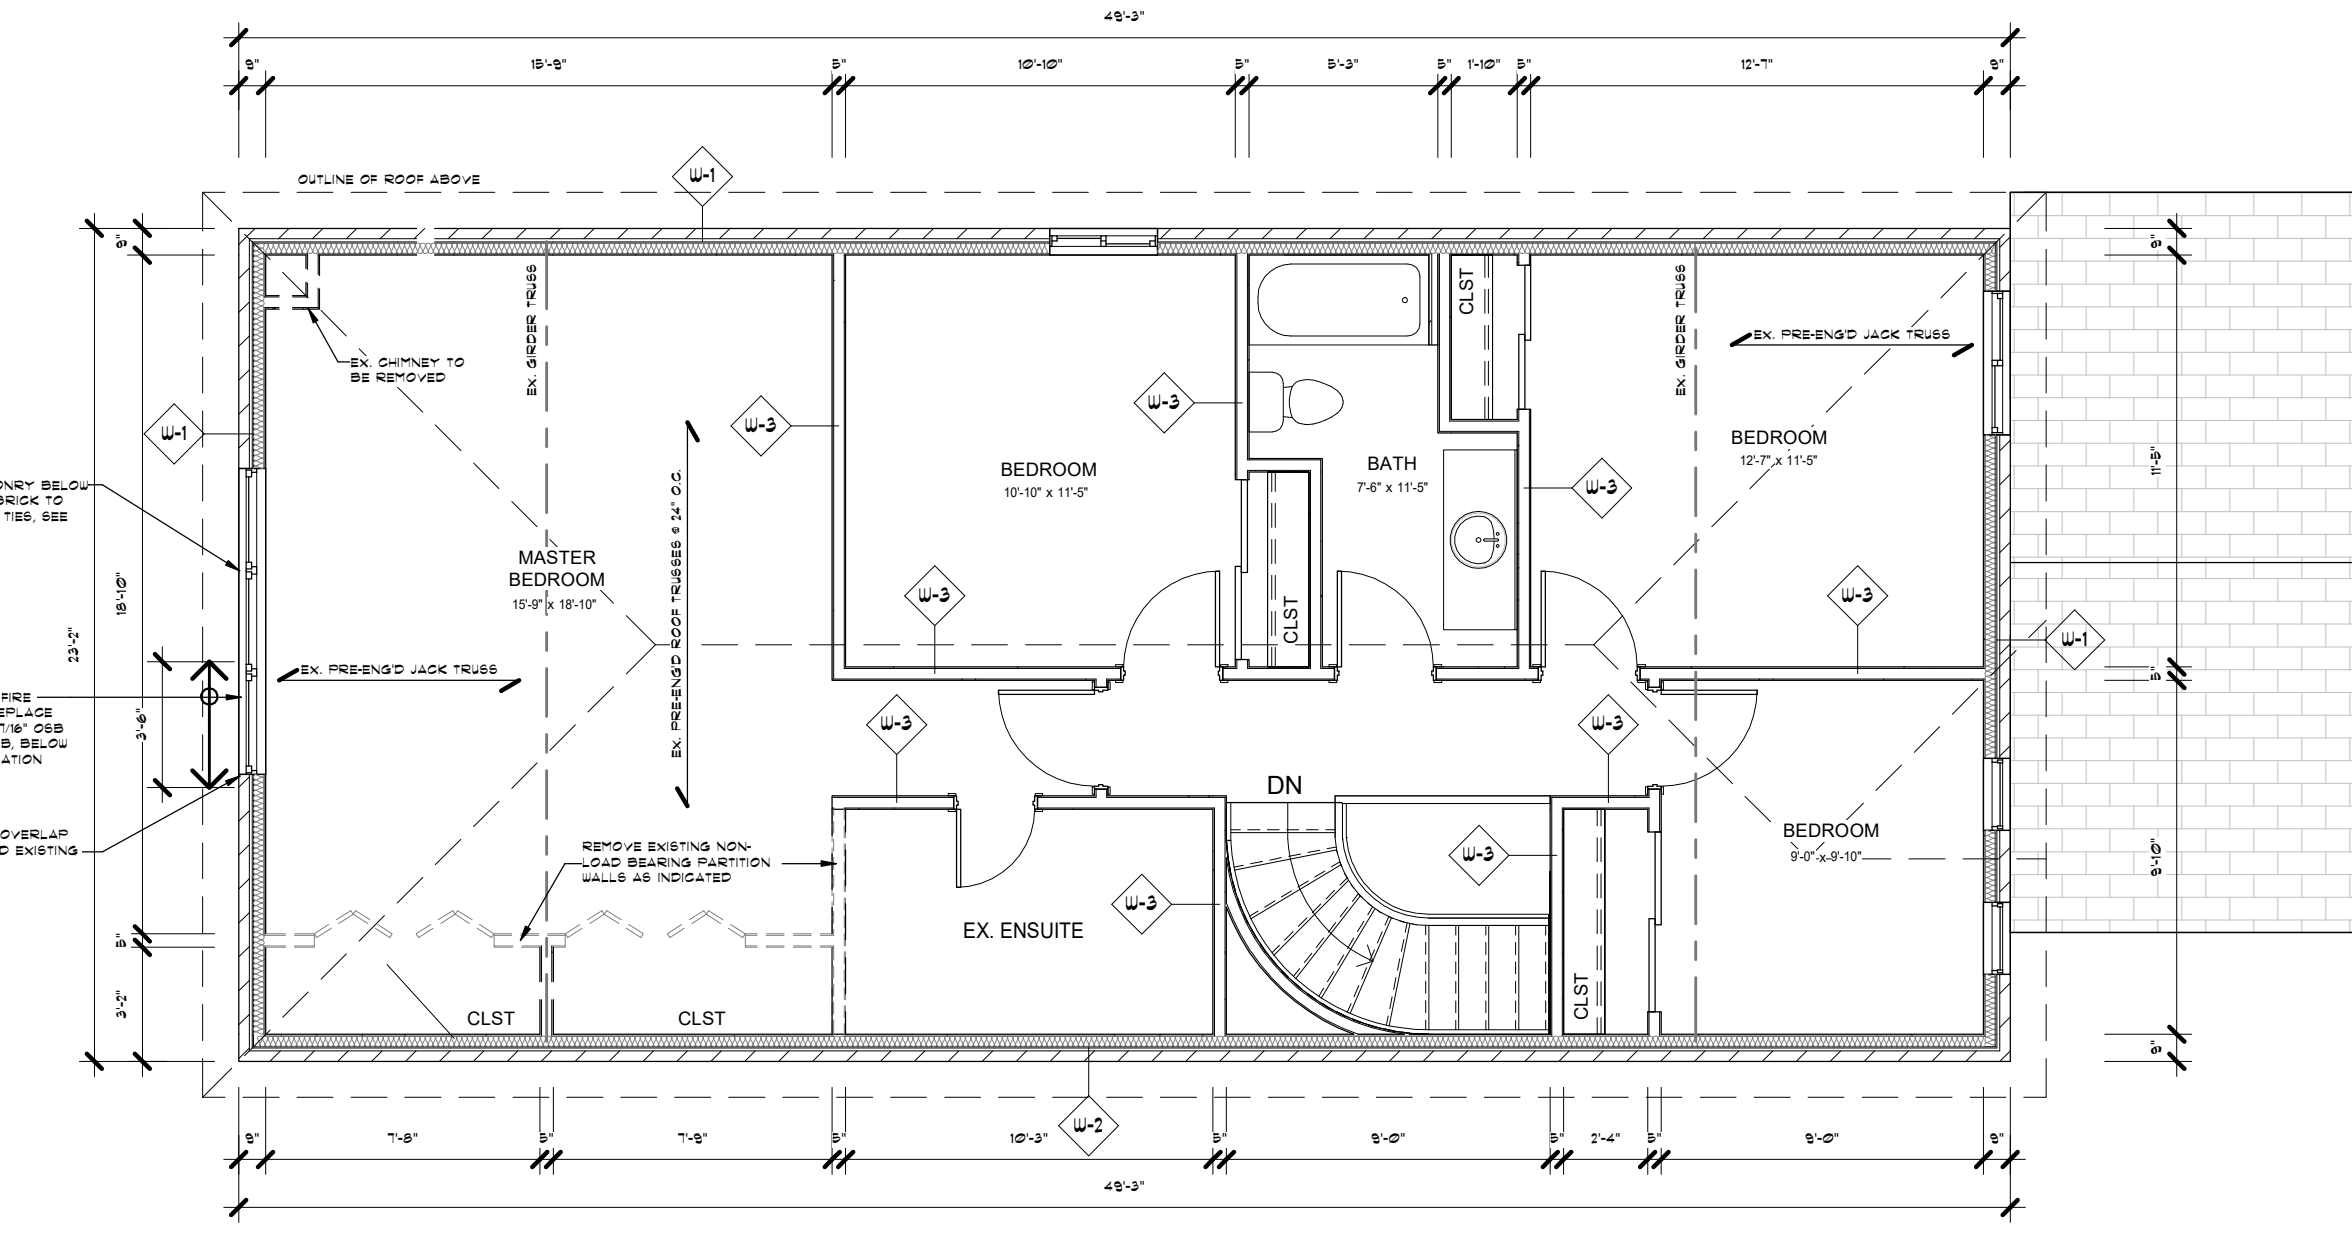 49'-3"
9"
15'-9"
5"
10'-10"
5"
5'-3"
5"
1'-10"
5"
12'-7"
9"
OUTLINE OF ROOF ABOVE
W-1
9"
9"
EX. GIRDER TRUSS
CLST
EX. GIRDER TRUSS
EX. PRE-ENG'D JACK TRUSS
EX. CHIMNEY TO
BE REMOVED
W-3
W-3
W-1
BEDROOM
12'-7" x 11'-5"
BEDROOM
10'-10" x 11'-5"
BATH
7'-6" x 11'-5"
W-3
11'-5"
ONRY BELOW
BRICK TO
TIES, SEE
MASTER
BEDROOM
15'-9" x 18'-10"
EX. PRE-ENG'D ROOF TRUSSES @ 24" O.C.
18'-10"
23'-2"
W-3
CLST
W-3
W-1
EX. PRE-ENG'D JACK TRUSS
5"
FIRE
EPLACE
7/16" OSB
B, BELOW
ATION
3'-6"
W-3
W-3
DN
OVERLAP
D EXISTING
REMOVE EXISTING NON-
LOAD BEARING PARTITION
WALLS AS INDICATED
W-3
BEDROOM
9'-0" x 9'-10"
9'-10"
W-3
EX. ENSUITE
5"
3'-2"
CLST
CLST
CLST
9"
W-2
9"
7'-8"
5"
7'-9"
5"
10'-3"
5"
9'-0"
5"
2'-4"
5"
9'-0"
9"
49'-3"